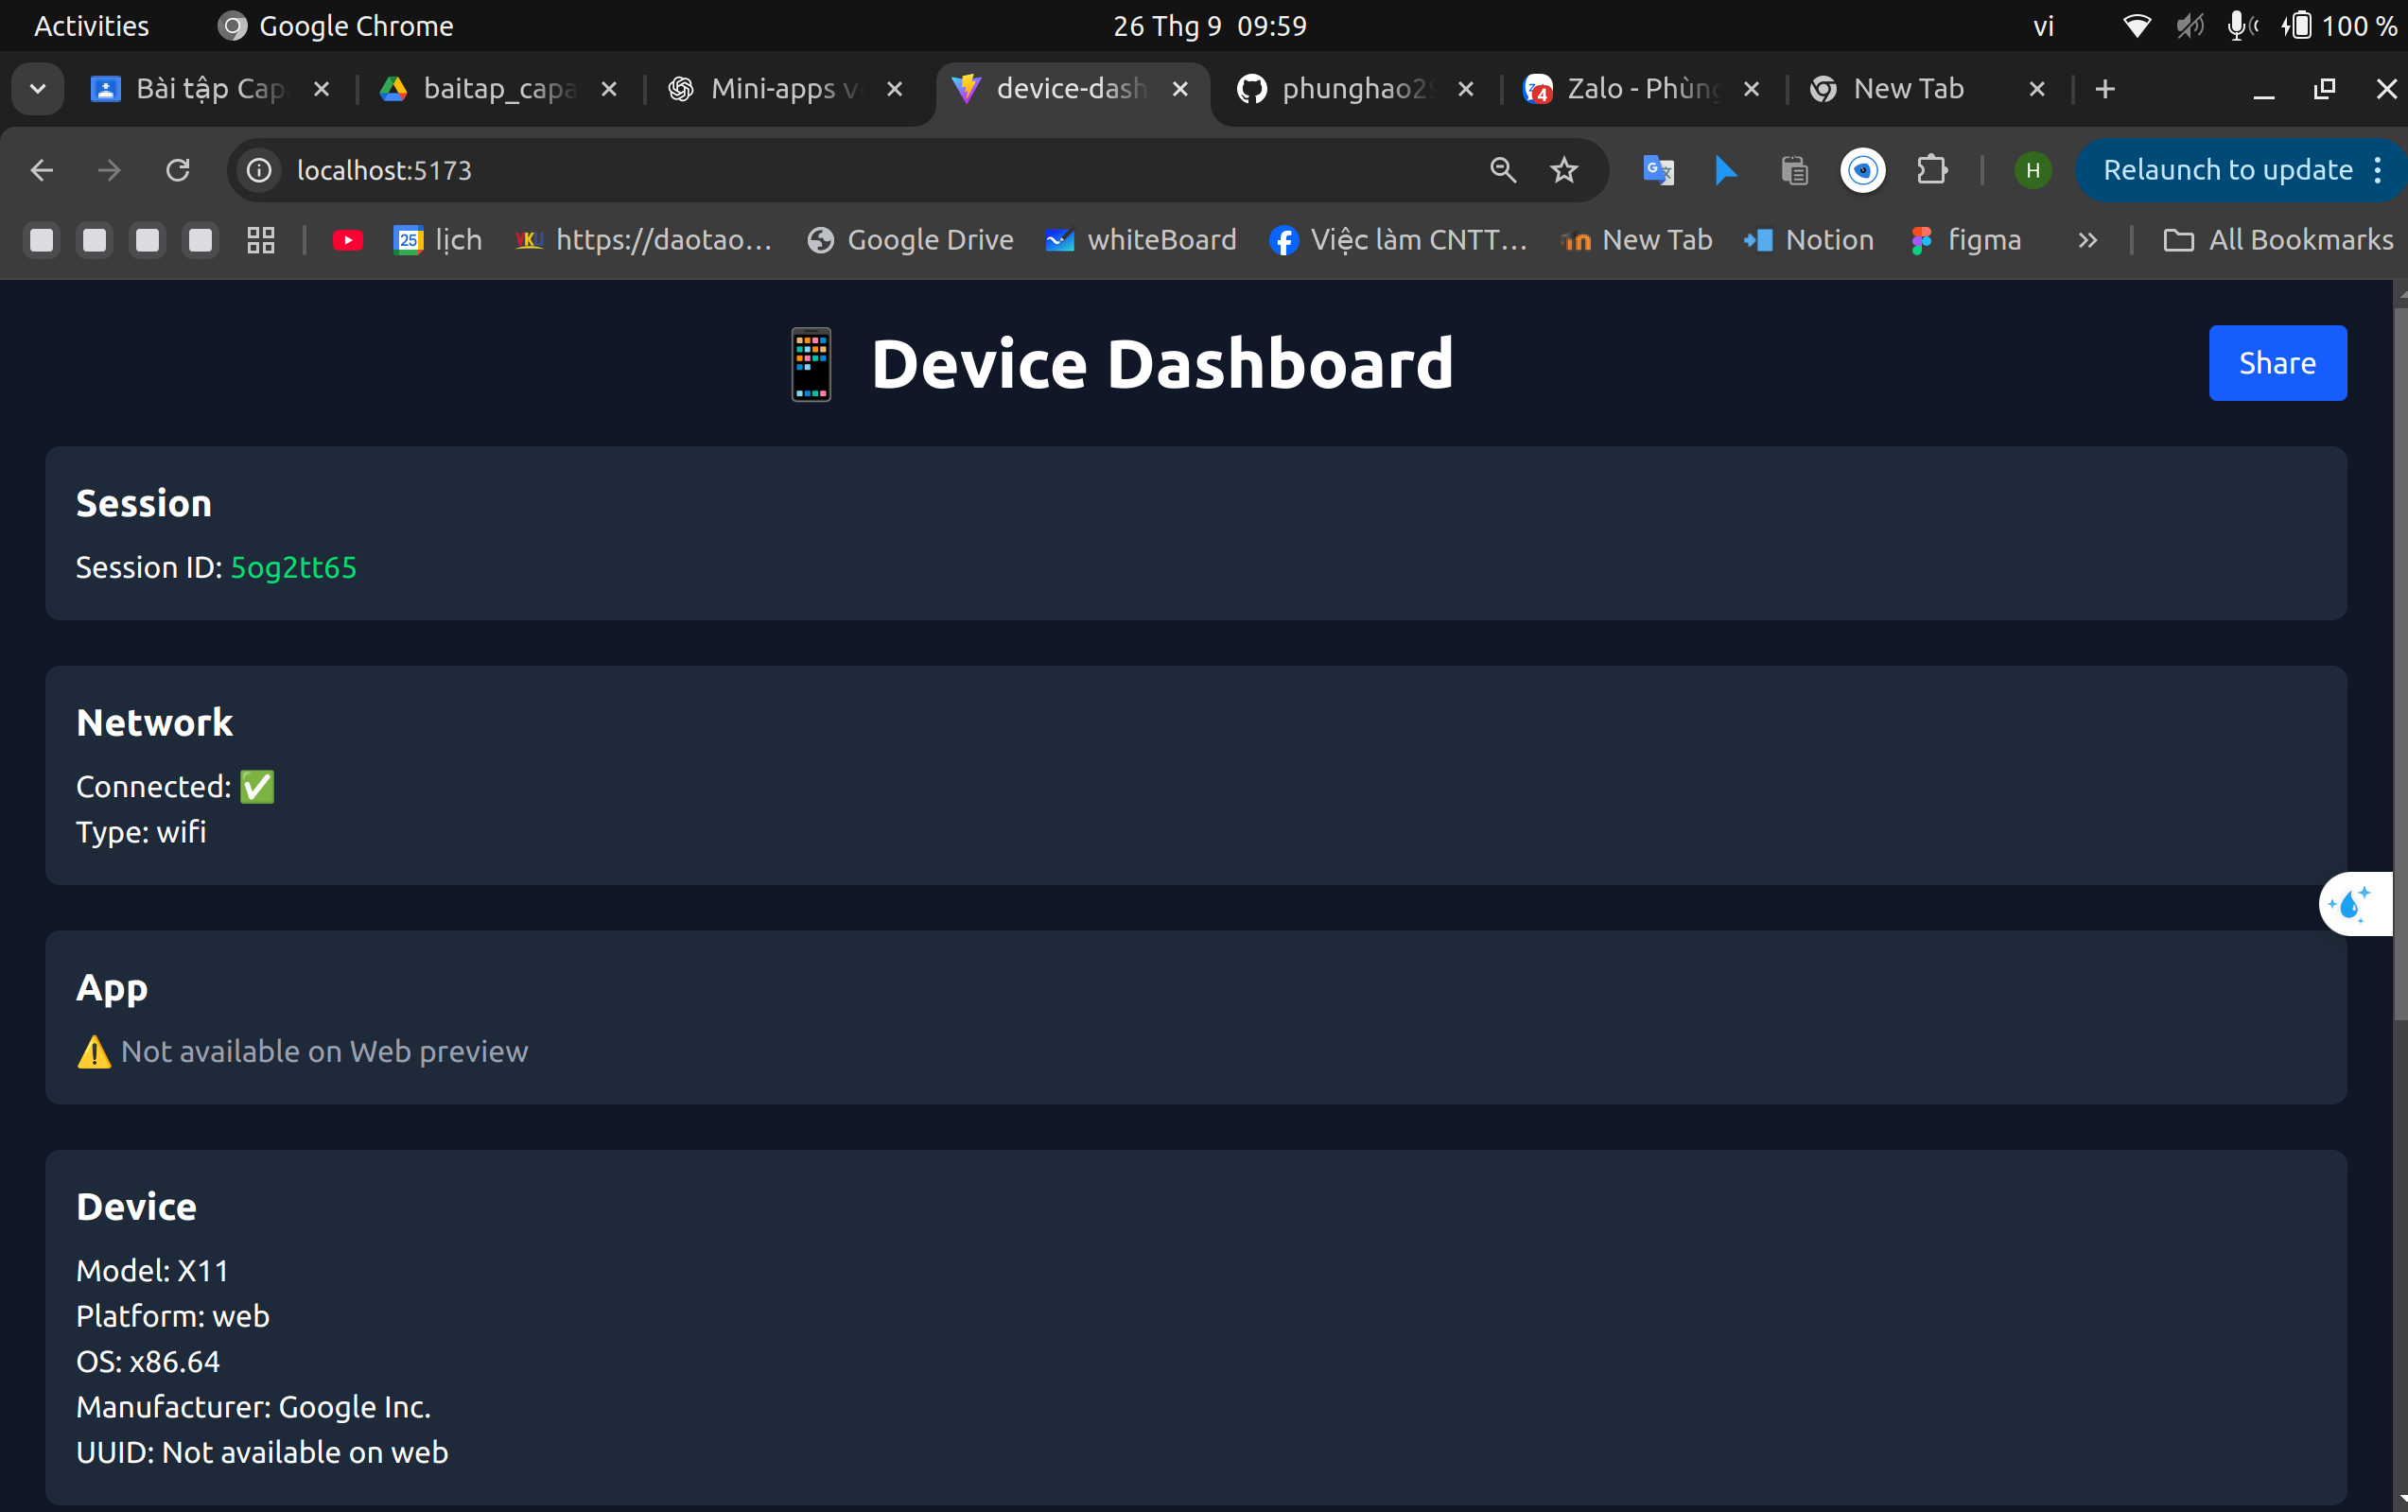 Activities Google Chrome 26 Thg 9 09:59 vi 100 %
Bài tập Cap baitap_capa Mini-apps v device-dash phunghao29 Zalo - Phùng New Tab
localhost:5173 H Relaunch to update
25 lịch VKU https://daotao... Google Drive whiteBoard Việc làm CNTT... New Tab Notion figma All Bookmarks
Device Dashboard Share
Session
Session ID: 5og2tt65
Network
Connected: ✅
Type: wifi
App
⚠️ Not available on Web preview
Device
Model: X11
Platform: web
OS: x86.64
Manufacturer: Google Inc.
UUID: Not available on web